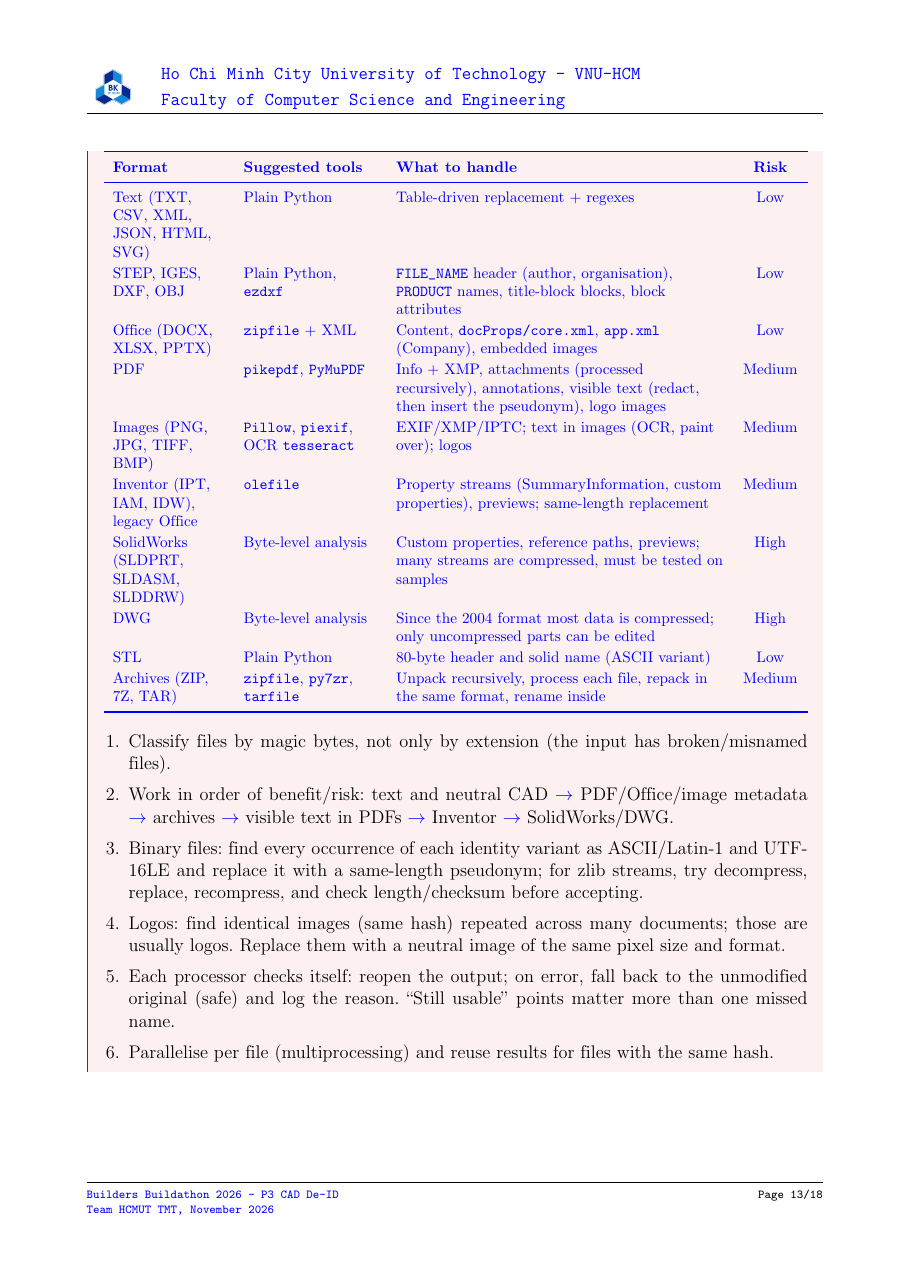 BK
Ho Chi Minh City University of Technology - VNU-HCM
Faculty of Computer Science and Engineering
Format Suggested tools What to handle Risk
Text (TXT, Plain Python Table-driven replacement + regexes Low
CSV, XML,
JSON, HTML,
SVG)
STEP, IGES, Plain Python, FILE_NAME header (author, organisation), Low
DXF, OBJ ezdxf PRODUCT names, title-block blocks, block
attributes
Office (DOCX, zipfile + XML Content, docProps/core.xml, app.xml Low
XLSX, PPTX) (Company), embedded images
PDF pikepdf, PyMuPDF Info + XMP, attachments (processed Medium
recursively), annotations, visible text (redact,
then insert the pseudonym), logo images
Images (PNG, Pillow, piexif, EXIF/XMP/IPTC; text in images (OCR, paint Medium
JPG, TIFF, OCR tesseract over); logos
BMP)
Inventor (IPT, olefile Property streams (SummaryInformation, custom Medium
IAM, IDW), properties), previews; same-length replacement
legacy Office
SolidWorks Byte-level analysis Custom properties, reference paths, previews; High
(SLDPRT, many streams are compressed, must be tested on
SLDASM, samples
SLDDRW)
DWG Byte-level analysis Since the 2004 format most data is compressed; High
only uncompressed parts can be edited
STL Plain Python 80-byte header and solid name (ASCII variant) Low
Archives (ZIP, zipfile, py7zr, Unpack recursively, process each file, repack in Medium
7Z, TAR) tarfile the same format, rename inside
1. Classify files by magic bytes, not only by extension (the input has broken/misnamed
files).
2. Work in order of benefit/risk: text and neutral CAD → PDF/Office/image metadata
→ archives → visible text in PDFs → Inventor → SolidWorks/DWG.
3. Binary files: find every occurrence of each identity variant as ASCII/Latin-1 and UTF-
16LE and replace it with a same-length pseudonym; for zlib streams, try decompress,
replace, recompress, and check length/checksum before accepting.
4. Logos: find identical images (same hash) repeated across many documents; those are
usually logos. Replace them with a neutral image of the same pixel size and format.
5. Each processor checks itself: reopen the output; on error, fall back to the unmodified
original (safe) and log the reason. “Still usable” points matter more than one missed
name.
6. Parallelise per file (multiprocessing) and reuse results for files with the same hash.
Builders Buildathon 2026 - P3 CAD De-ID Page 13/18
Team HCMUT TMT, November 2026